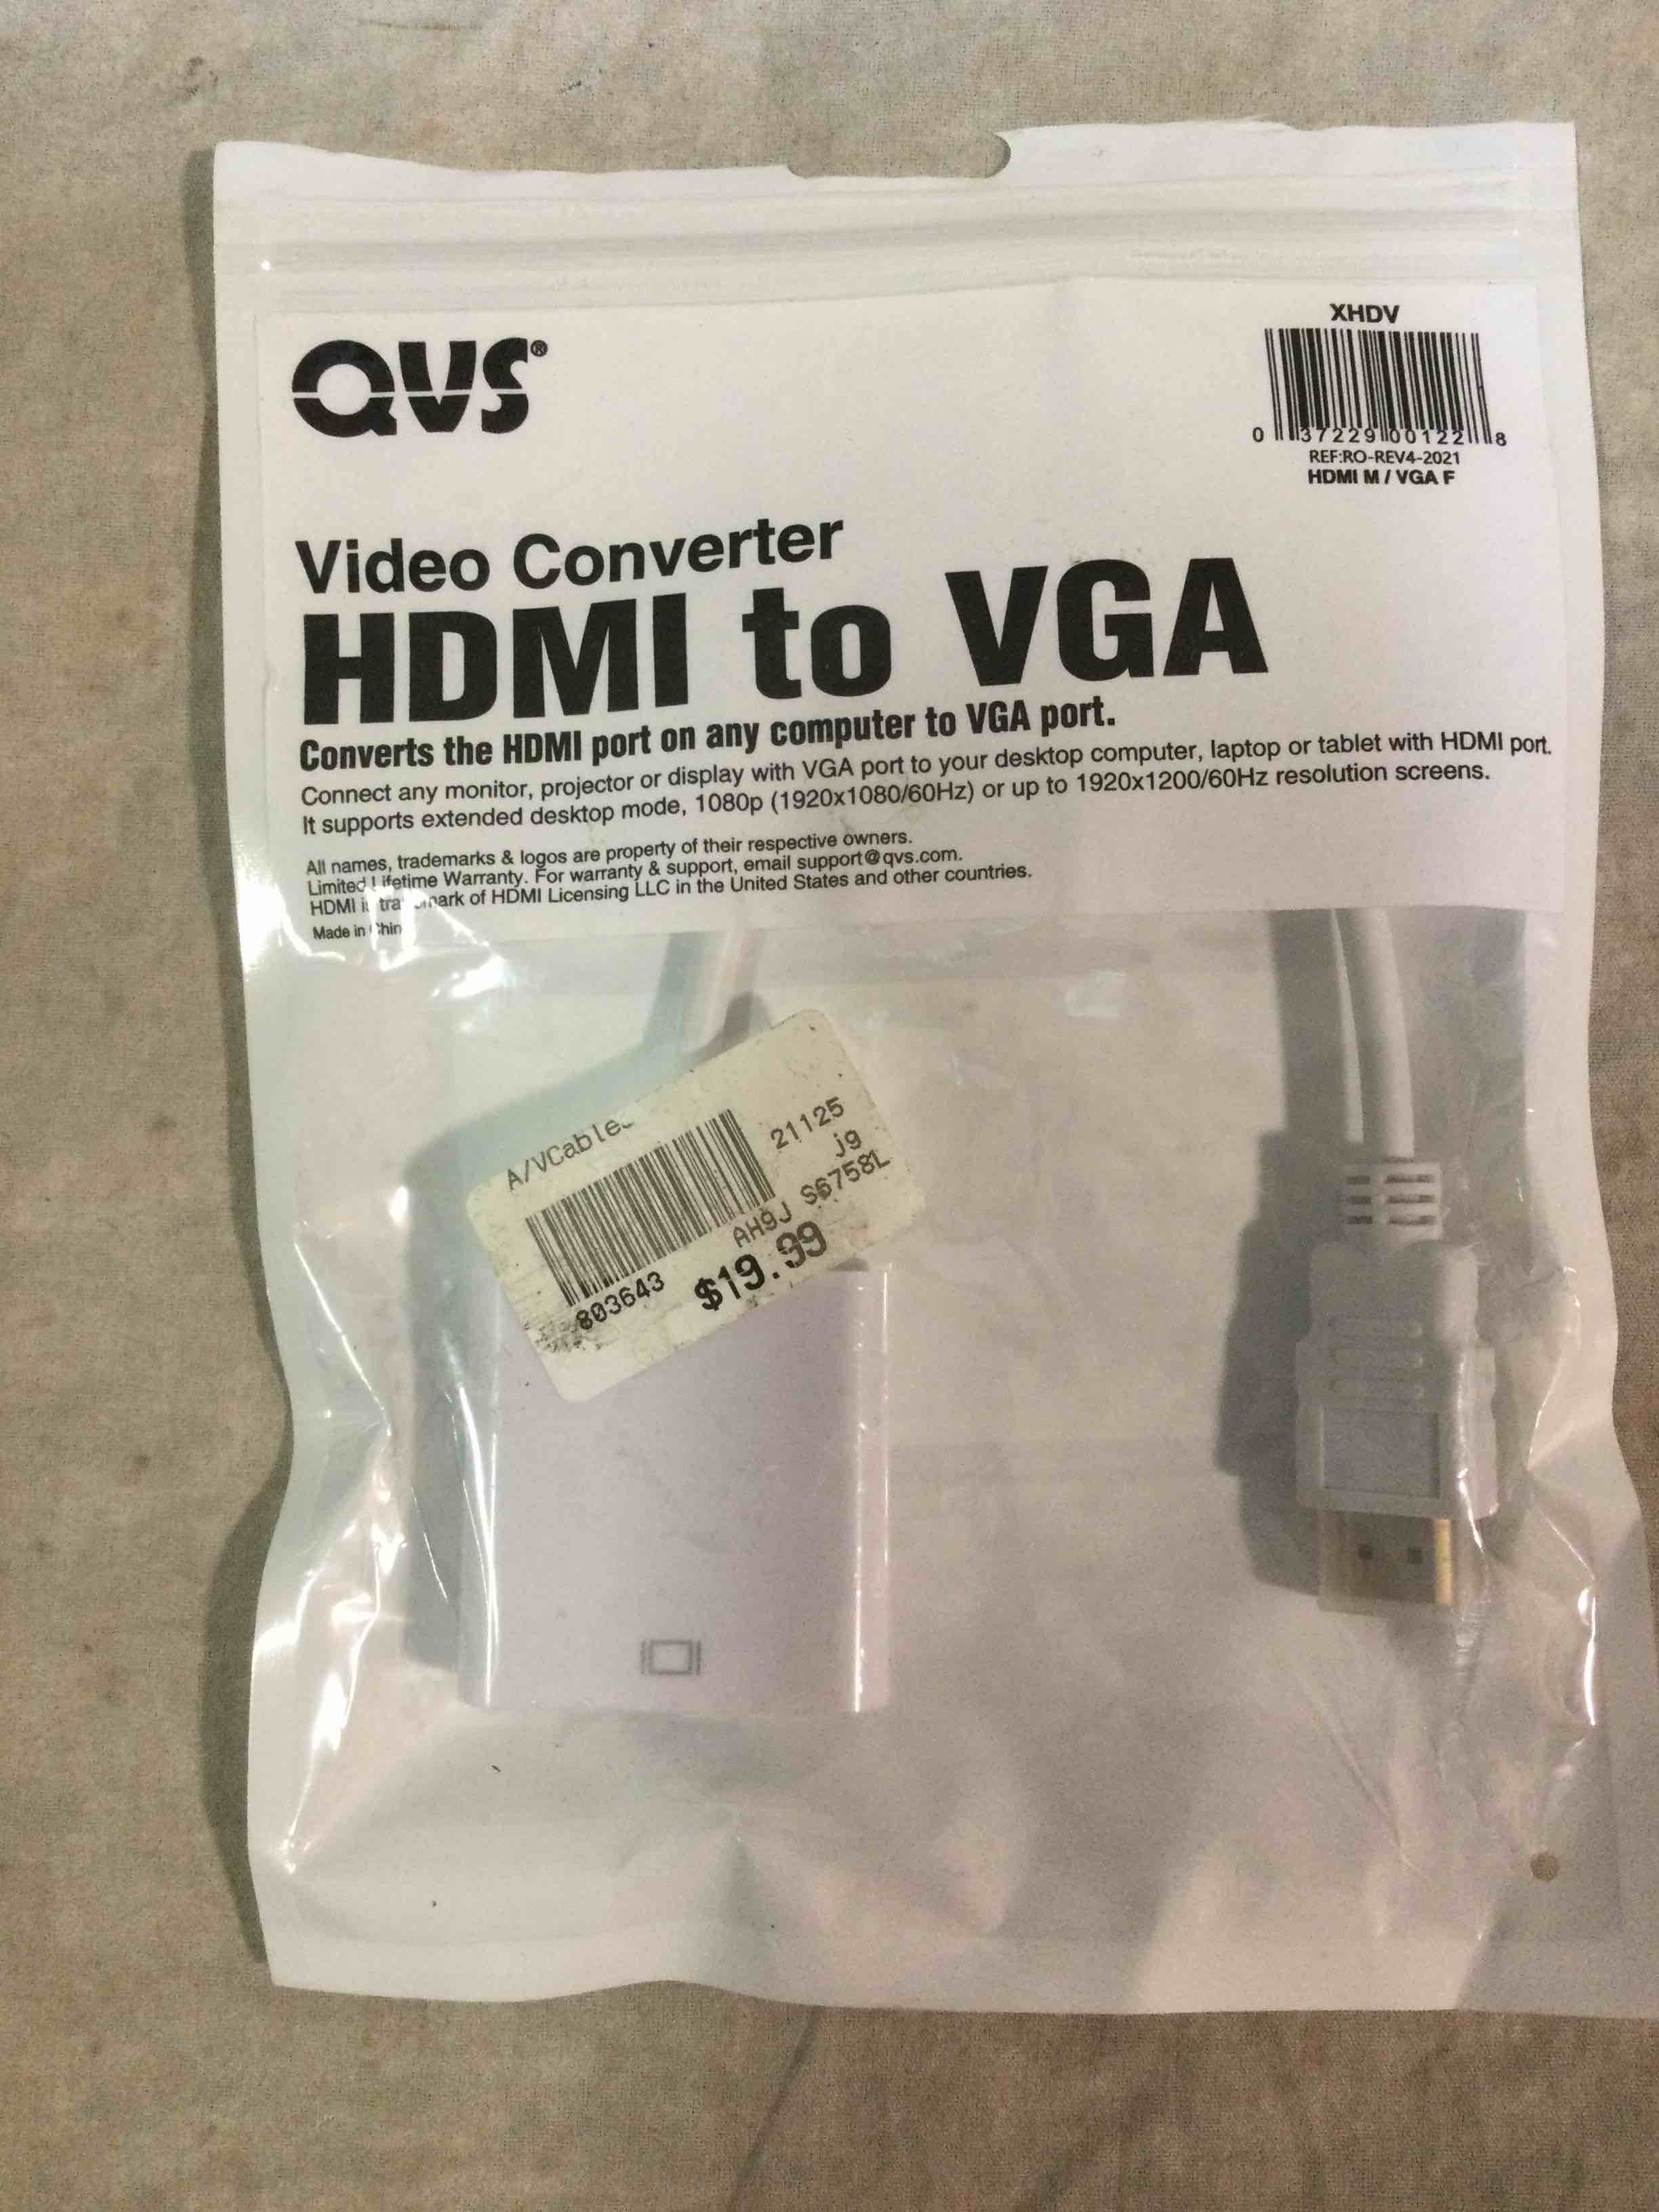 XHDV
QVS®
0 37229 00122 8
REF:RO-REV4-2021
HDMI M / VGA F
Video Converter
HDMI to VGA
Converts the HDMI port on any computer to VGA port.
Connect any monitor, projector or display with VGA port to your desktop computer, laptop or tablet with HDMI port.
It supports extended desktop mode, 1080p (1920x1080/60Hz) or up to 1920x1200/60Hz resolution screens.
All names, trademarks & logos are property of their respective owners.
Limited Lifetime Warranty. For warranty & support, email support@qvs.com.
HDMI is trademark of HDMI Licensing LLC in the United States and other countries.
Made in Chin
A/VCables
21125
jg
AH9J S6758L
803643 $19.99